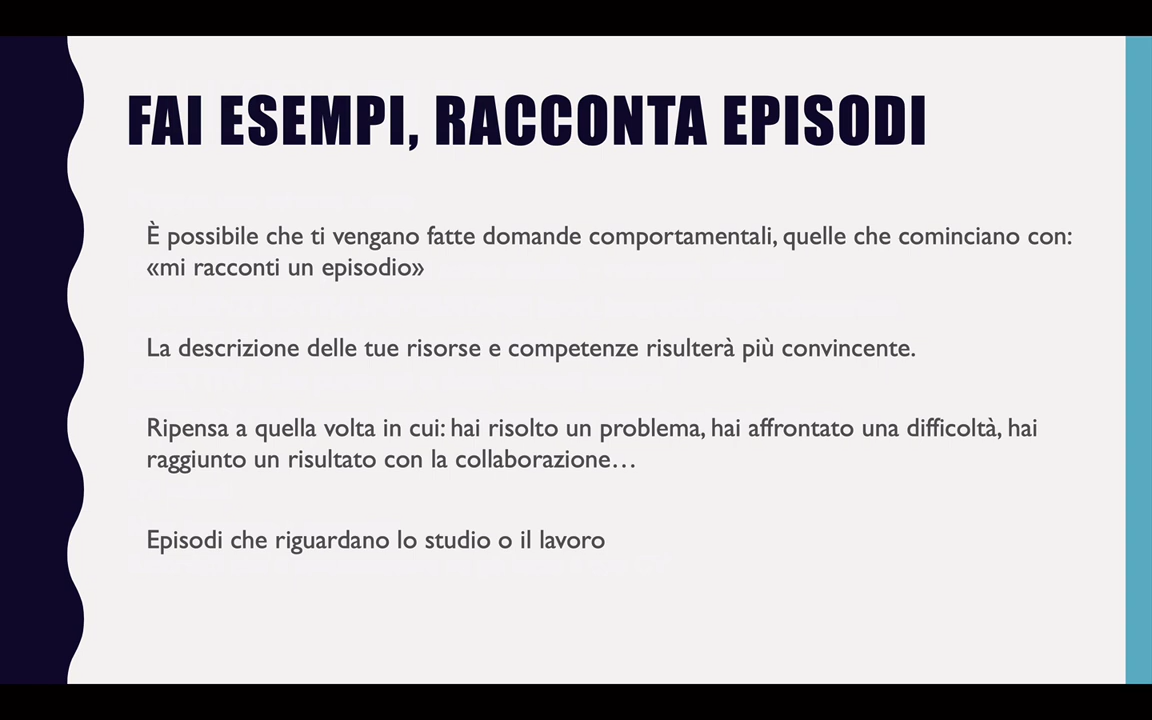 FAI ESEMPI, RACCONTA EPISODI
È possibile che ti vengano fatte domande comportamentali, quelle che cominciano con:
«mi racconti un episodio»
La descrizione delle tue risorse e competenze risulterà più convincente.
Ripensa a quella volta in cui: hai risolto un problema, hai affrontato una difficoltà, hai
raggiunto un risultato con la collaborazione…
Episodi che riguardano lo studio o il lavoro